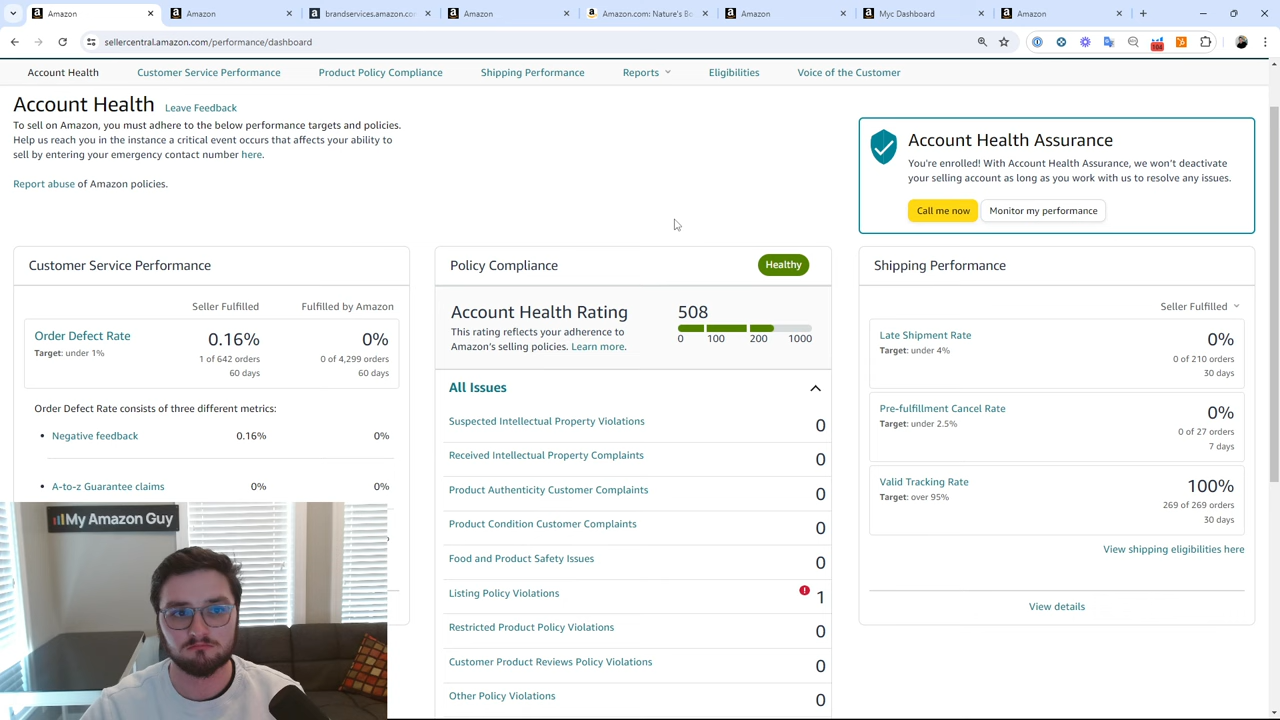 Amazon
Amazon
brandservices.amazon.co
Amazon
Amazon.com: Nature's Bo
Amazon
Myc Dashboard
Amazon
sellercentral.amazon.com/performance/dashboard
104
Account Health
Customer Service Performance
Product Policy Compliance
Shipping Performance
Reports
Eligibilities
Voice of the Customer
Account Health Leave Feedback
To sell on Amazon, you must adhere to the below performance targets and policies.
Help us reach you in the instance a critical event occurs that affects your ability to
sell by entering your emergency contact number here.
Report abuse of Amazon policies.
Account Health Assurance
You're enrolled! With Account Health Assurance, we won't deactivate
your selling account as long as you work with us to resolve any issues.
Call me now
Monitor my performance
Customer Service Performance
Seller Fulfilled Fulfilled by Amazon
Order Defect Rate 0.16% 0%
Target: under 1% 1 of 642 orders 0 of 4,299 orders
60 days 60 days
Order Defect Rate consists of three different metrics:
• Negative feedback 0.16% 0%
• A-to-z Guarantee claims 0% 0%
My Amazon Guy
Policy Compliance Healthy
Account Health Rating 508
This rating reflects your adherence to
Amazon's selling policies. Learn more.
0 100 200 1000
All Issues
Suspected Intellectual Property Violations 0
Received Intellectual Property Complaints 0
Product Authenticity Customer Complaints 0
Product Condition Customer Complaints 0
Food and Product Safety Issues 0
Listing Policy Violations ! 1
Restricted Product Policy Violations 0
Customer Product Reviews Policy Violations 0
Other Policy Violations 0
Shipping Performance
Seller Fulfilled
Late Shipment Rate 0%
Target: under 4% 0 of 210 orders
30 days
Pre-fulfillment Cancel Rate 0%
Target: under 2.5% 0 of 27 orders
7 days
Valid Tracking Rate 100%
Target: over 95% 269 of 269 orders
30 days
View shipping eligibilities here
View details